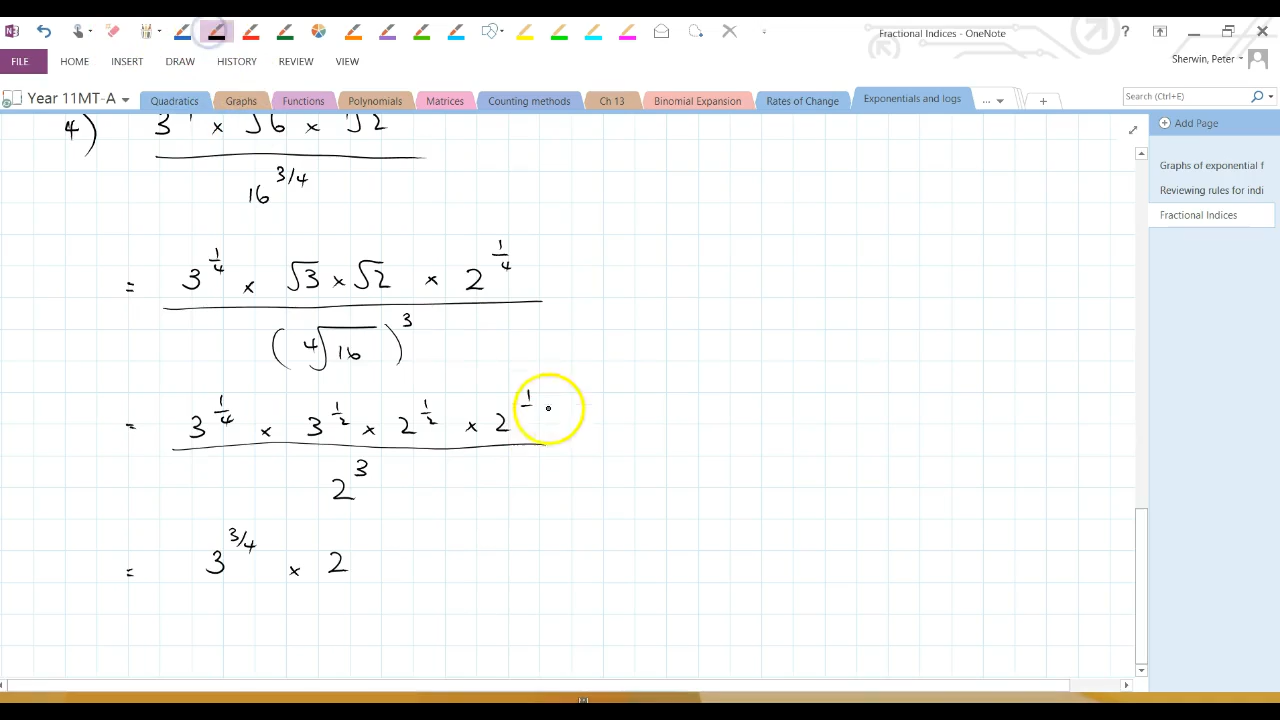 Fractional Indices - OneNote
?
FILE HOME INSERT DRAW HISTORY REVIEW VIEW
Sherwin, Peter
Year 11MT-A
Quadratics Graphs Functions Polynomials Matrices Counting methods Ch 13 Binomial Expansion Rates of Change Exponentials and logs ... +
Search (Ctrl+E)
Add Page
Graphs of exponential f
Reviewing rules for indi
Fractional Indices
4) × √6 × √2
16^3/4
= 3^1/4 × √3 × √2 × 2^1/4
(4√16)^3
= 3^1/4 × 3^1/2 × 2^1/2 × 2^1/
2^3
= 3^3/4 × 2